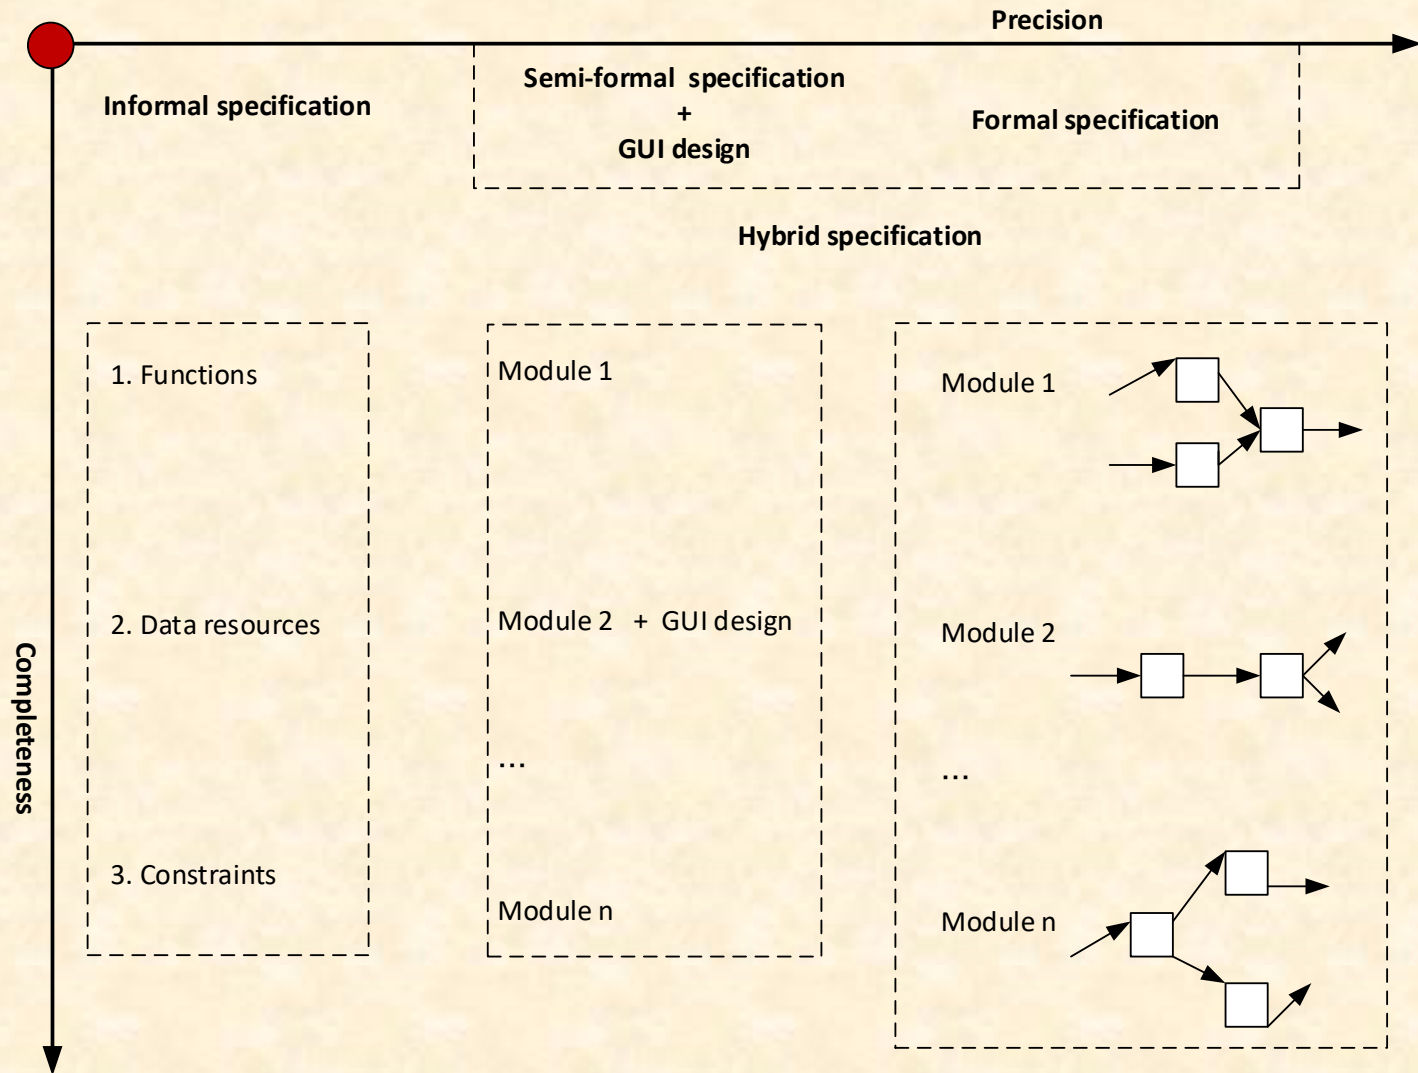 Precision
Informal specification
Semi-formal specification
+
GUI design
Formal specification
Hybrid specification
1. Functions
2. Data resources
3. Constraints
Module 1
Module 2 + GUI design
...
Module n
Module 1
Module 2
...
Module n
Completeness